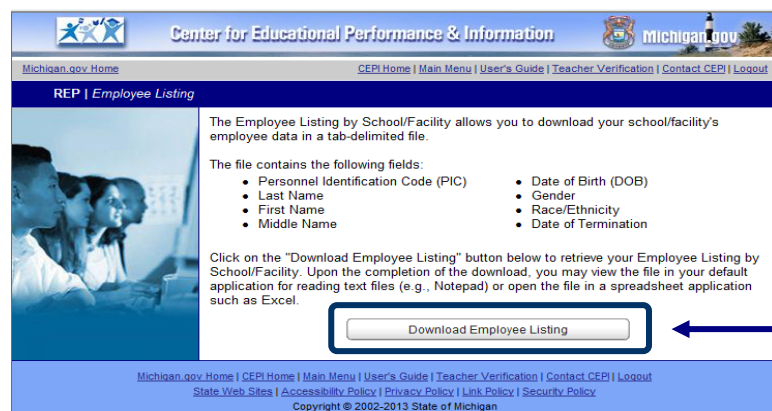 Center for Educational Performance & Information
Michigan.gov
Michigan.gov Home
CEPI Home | Main Menu | User's Guide | Teacher Verification | Contact CEPI | Logout
REP | Employee Listing
The Employee Listing by School/Facility allows you to download your school/facility's
employee data in a tab-delimited file.
The file contains the following fields:
• Personnel Identification Code (PIC)
• Last Name
• First Name
• Middle Name
• Date of Birth (DOB)
• Gender
• Race/Ethnicity
• Date of Termination
Click on the "Download Employee Listing" button below to retrieve your Employee Listing by
School/Facility. Upon the completion of the download, you may view the file in your default
application for reading text files (e.g., Notepad) or open the file in a spreadsheet application
such as Excel.
Download Employee Listing
Michigan.gov Home | CEPI Home | Main Menu | User's Guide | Teacher Verification | Contact CEPI | Logout
State Web Sites | Accessibility Policy | Privacy Policy | Link Policy | Security Policy
Copyright © 2002-2013 State of Michigan